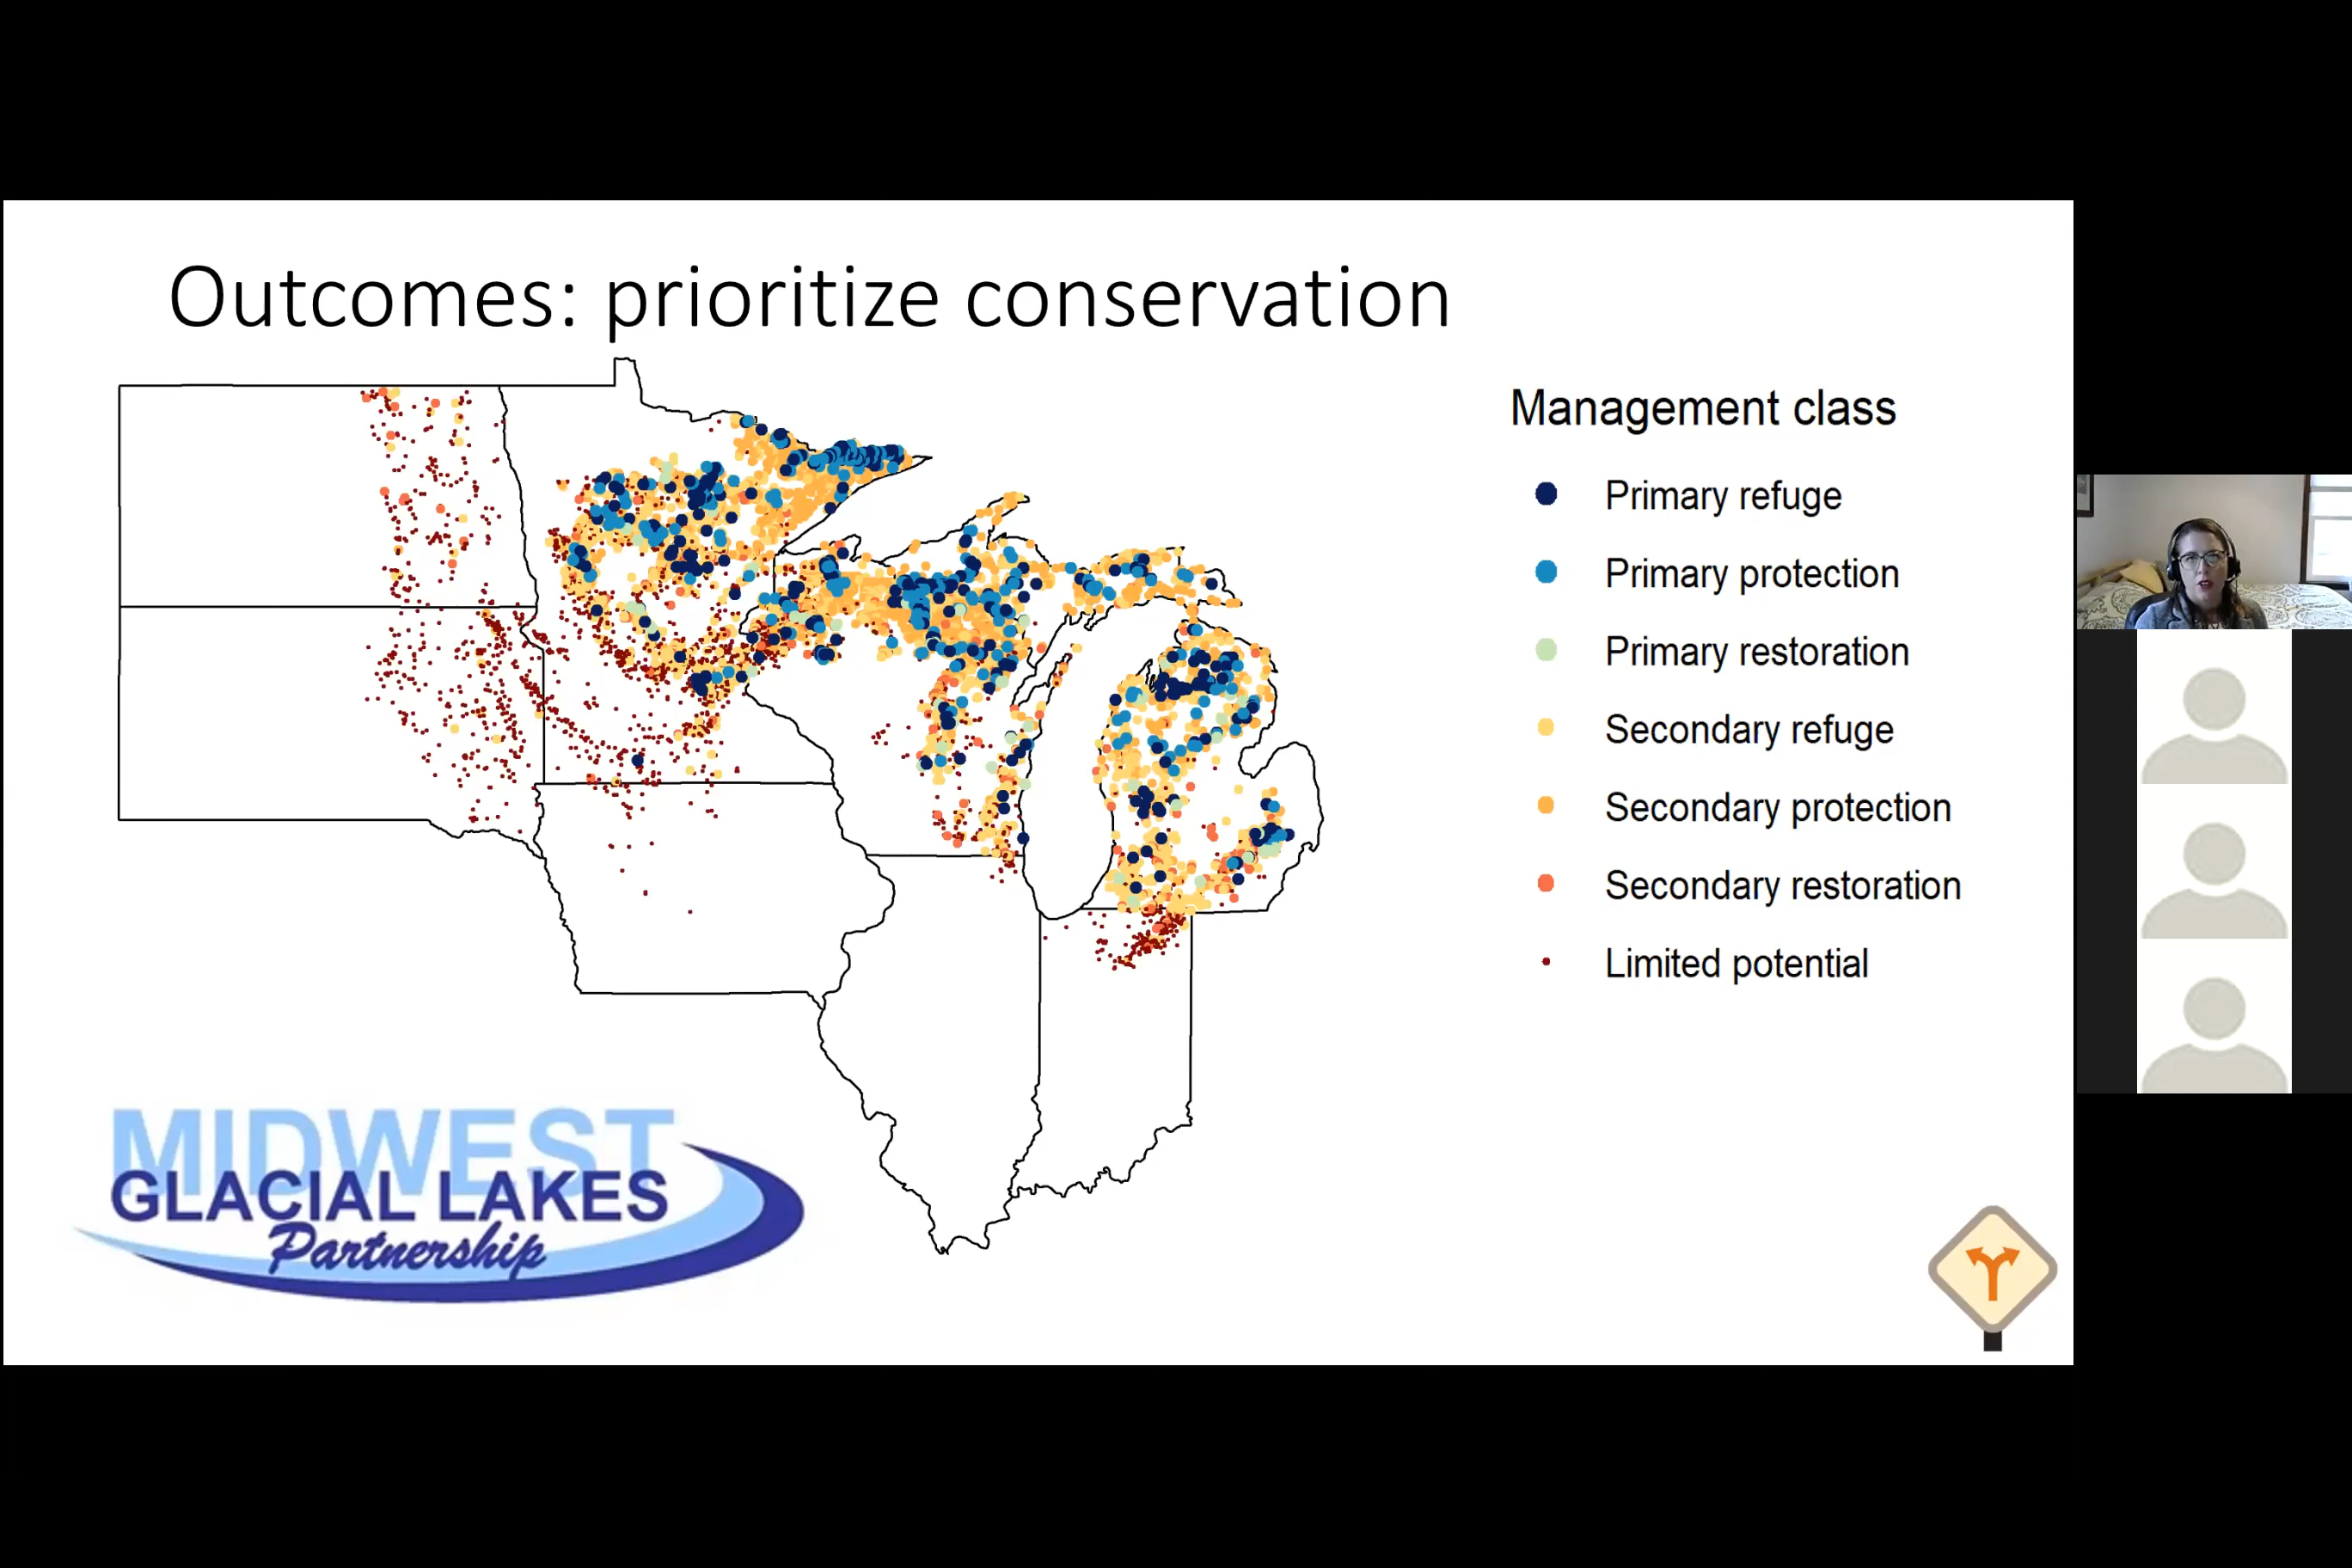 Outcomes: prioritize conservation
Management class
Primary refuge
Primary protection
Primary restoration
Secondary refuge
Secondary protection
Secondary restoration
Limited potential
MIDWEST
GLACIAL LAKES
Partnership